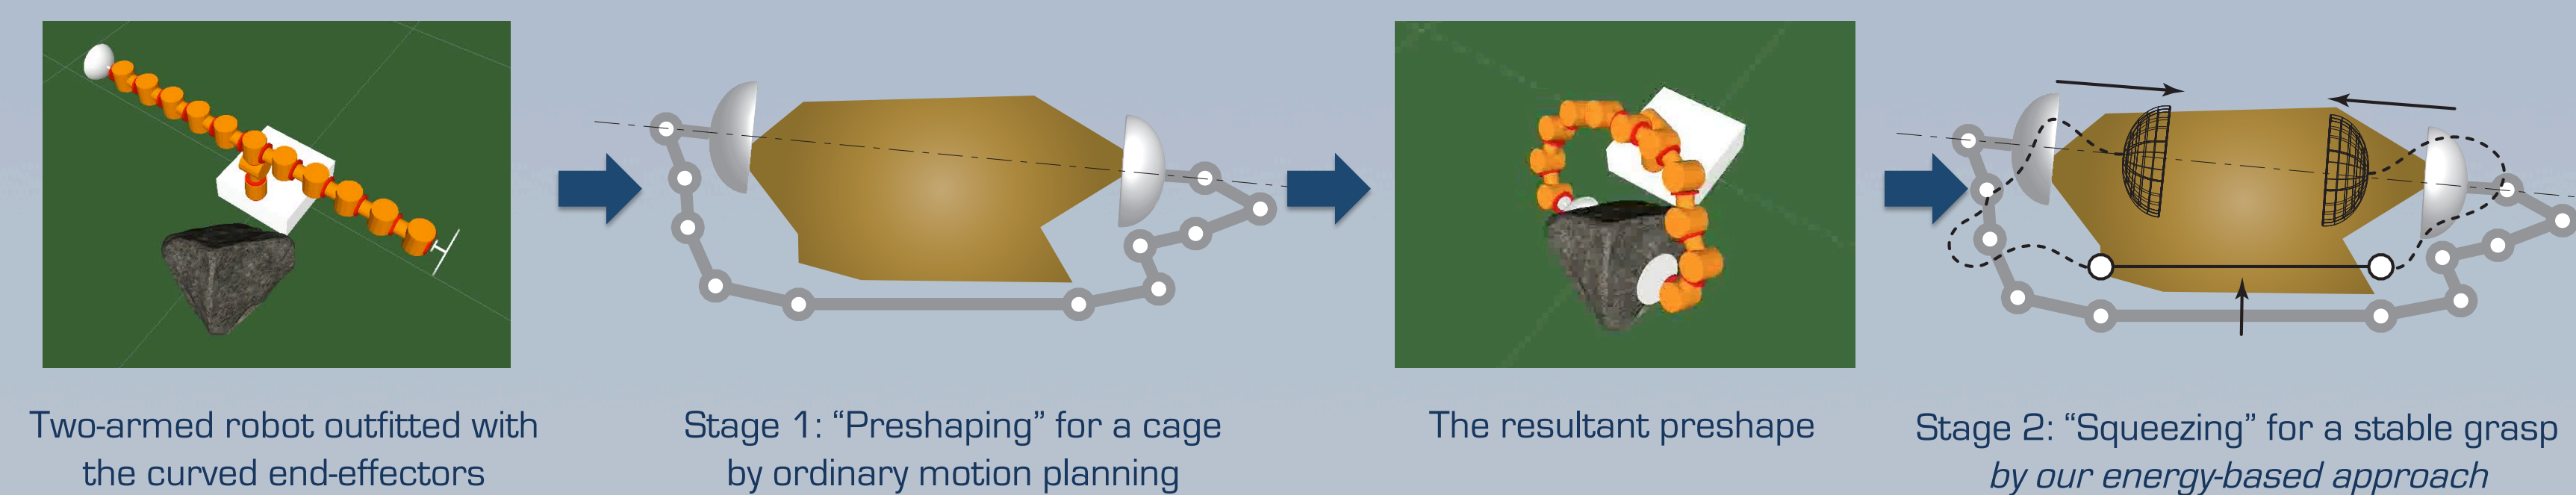 Two-armed robot outfitted with
the curved end-effectors
Stage 1: “Preshaping” for a cage
by ordinary motion planning
The resultant preshape
Stage 2: “Squeezing” for a stable grasp
by our energy-based approach